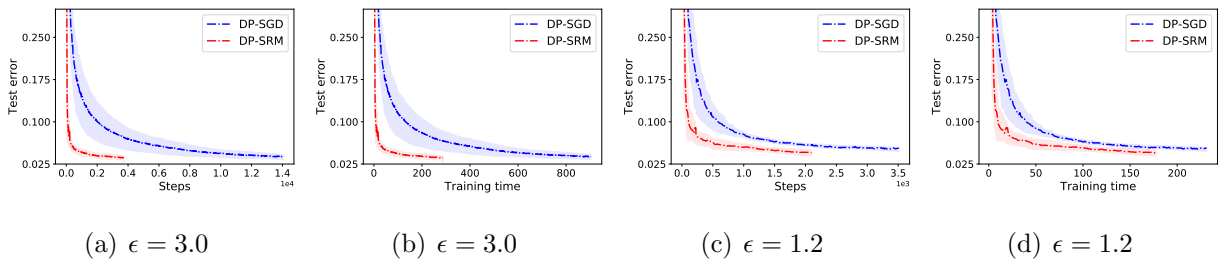 Test error
0.250
0.175
0.100
0.025
DP-SGD
DP-SRM
0.0 0.2 0.4 0.6 0.8 1.0 1.2 1.4
Steps
1e4
(a) ϵ = 3.0
Test error
0.250
0.175
0.100
0.025
DP-SGD
DP-SRM
0 200 400 600 800
Training time
(b) ϵ = 3.0
Test error
0.250
0.175
0.100
0.025
DP-SGD
DP-SRM
0.0 0.5 1.0 1.5 2.0 2.5 3.0 3.5
Steps
1e3
(c) ϵ = 1.2
Test error
0.250
0.175
0.100
0.025
DP-SGD
DP-SRM
0 50 100 150 200
Training time
(d) ϵ = 1.2